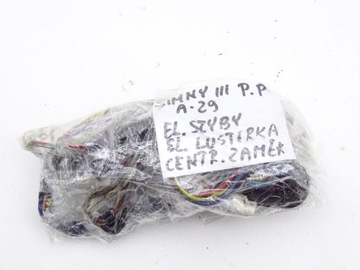 JIMNY III P.P
A-29
EL. SZYBY
EL. LUSTERKA
CENTR. ZAMEK